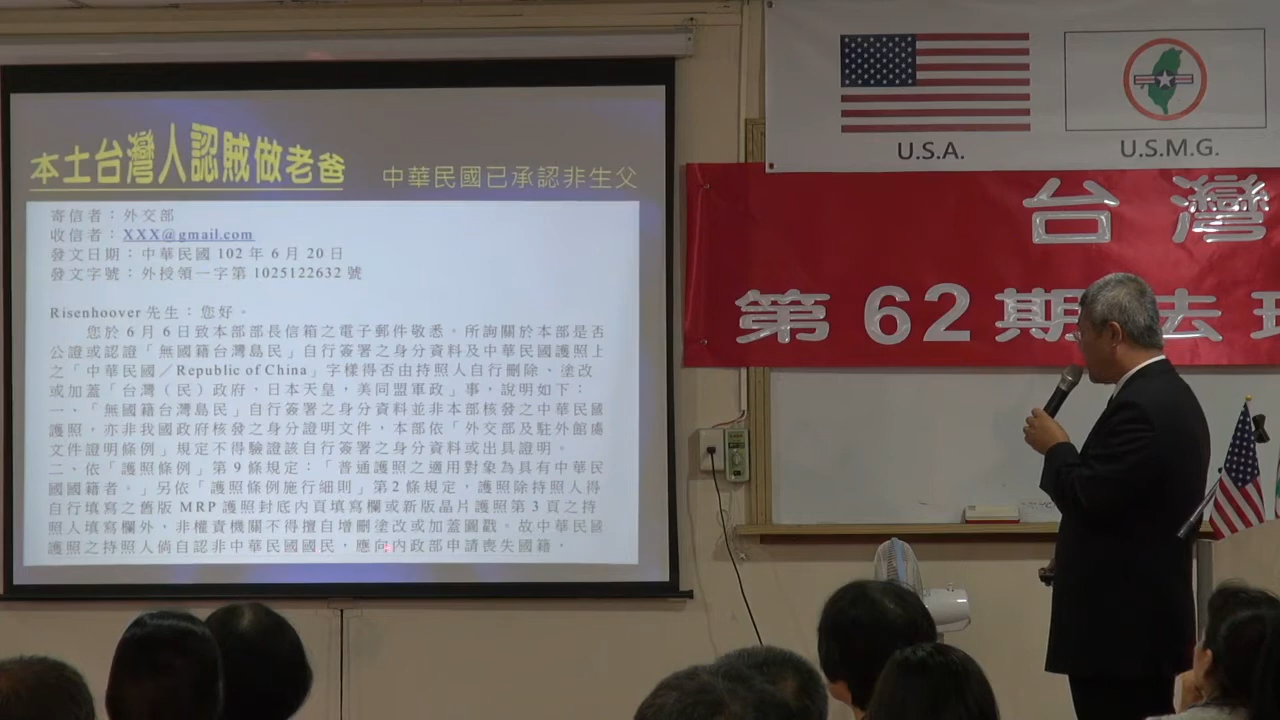 本土台灣人認賊做老爸
中華民國已承認非生父
寄信者：外交部
收信者：XXX@gmail.com
發文日期：中華民國 102 年 6 月 20 日
發文字號：外授領一字第 1025122632 號
Risenhoover 先生：您好。
您於 6 月 6 日致本部部長信箱之電子郵件敬悉。所詢關於本部是否
公證或認證「無國籍台灣島民」自行簽署之身分資料及中華民國護照上
之「中華民國／Republic of China」字樣得否由持照人自行刪除、塗改
或加蓋「台灣（民）政府、日本天皇，美同盟軍政」事，說明如下：
一、「無國籍台灣島民」自行簽署之身分資料並非本部核發之中華民國
護照，亦非我國政府核發之身分證明文件，本部依「外交部及駐外館處
文件證明條例」規定不得驗證該自行簽署之身分資料或出具證明。
二、依「護照條例」第 9 條規定：「普通護照之適用對象為具有中華民
國國籍者。」另依「護照條例施行細則」第 2 條規定，護照除持照人得
自行填寫之舊版 MRP 護照封底內頁填寫欄或新版晶片護照第 3 頁之持
照人填寫欄外，非權責機關不得擅自增刪塗改或加蓋圖戳。故中華民國
護照之持照人倘自認非中華民國國民，應向內政部申請喪失國籍。
U.S.A.
U.S.M.G.
台灣
第62期法